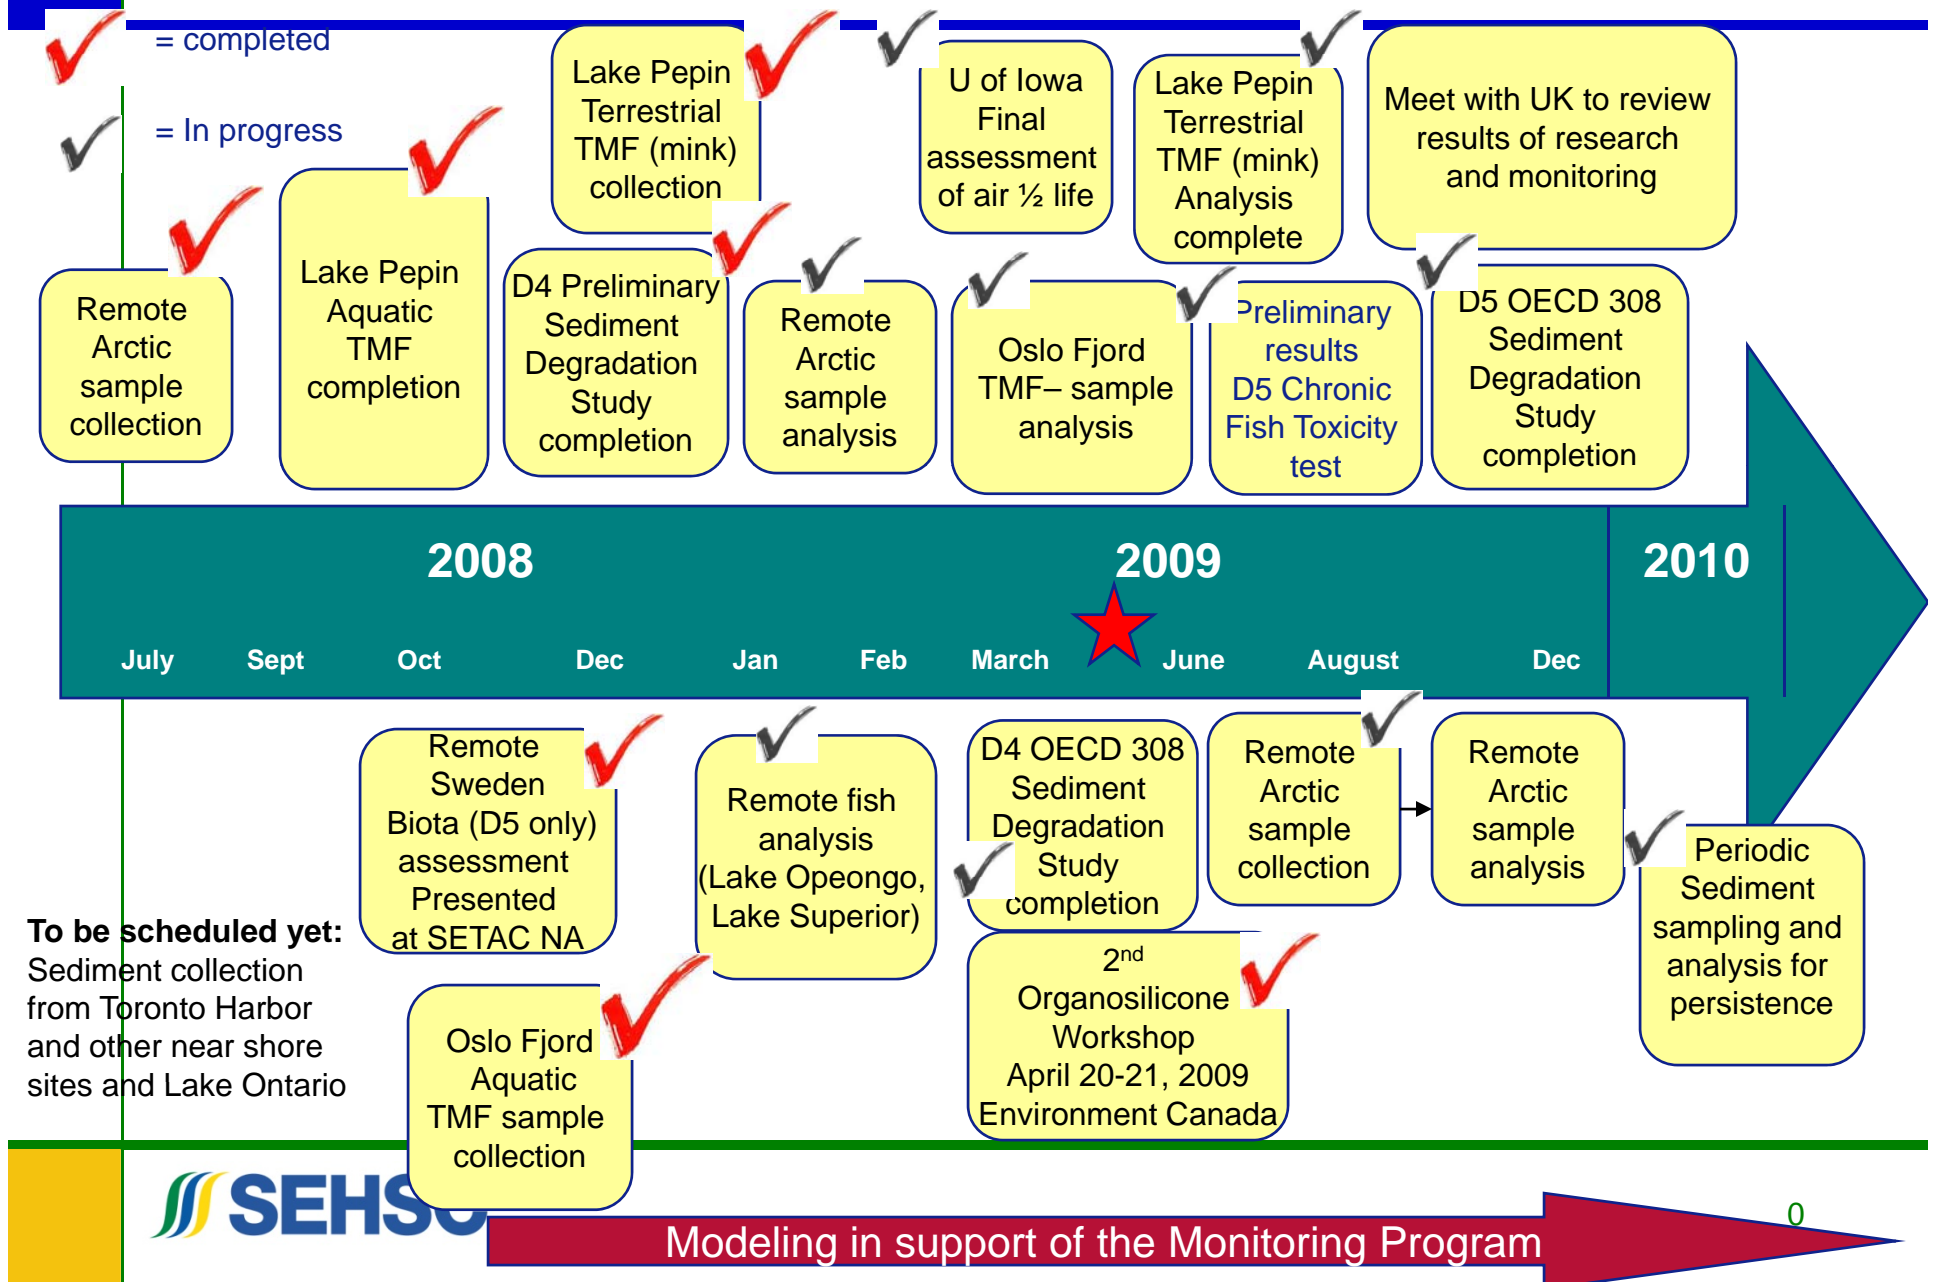 = completed
= In progress
Remote
Arctic
sample
collection
Lake Pepin
Aquatic
TMF
completion
Lake Pepin
Terrestrial
TMF (mink)
collection
D4 Preliminary
Sediment
Degradation
Study
completion
Remote
Arctic
sample
analysis
U of Iowa
Final
assessment
of air ½ life
Oslo Fjord
TMF– sample
analysis
Lake Pepin
Terrestrial
TMF (mink)
Analysis
complete
Preliminary
results
D5 Chronic
Fish Toxicity
test
Meet with UK to review
results of research
and monitoring
D5 OECD 308
Sediment
Degradation
Study
completion
2008 2009 2010
July Sept Oct Dec Jan Feb March June August Dec
Remote
Sweden
Biota (D5 only)
assessment
Presented
at SETAC NA
Oslo Fjord
Aquatic
TMF sample
collection
Remote fish
analysis
(Lake Opeongo,
Lake Superior)
D4 OECD 308
Sediment
Degradation
Study
completion
2nd
Organosilicone
Workshop
April 20-21, 2009
Environment Canada
Remote
Arctic
sample
collection
Remote
Arctic
sample
analysis
Periodic
Sediment
sampling and
analysis for
persistence
To be scheduled yet:
Sediment collection
from Toronto Harbor
and other near shore
sites and Lake Ontario
SEHSC
Modeling in support of the Monitoring Program
0